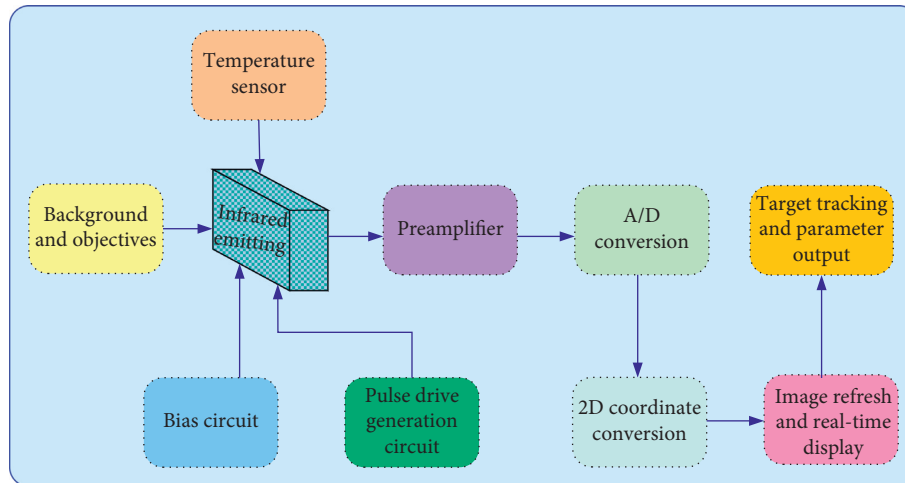 Temperature
sensor
Background
and objectives
Infrared
emitting
Preamplifier
A/D
conversion
Target tracking
and parameter
output
Bias circuit
Pulse drive
generation
circuit
2D coordinate
conversion
Image refresh
and real-time
display